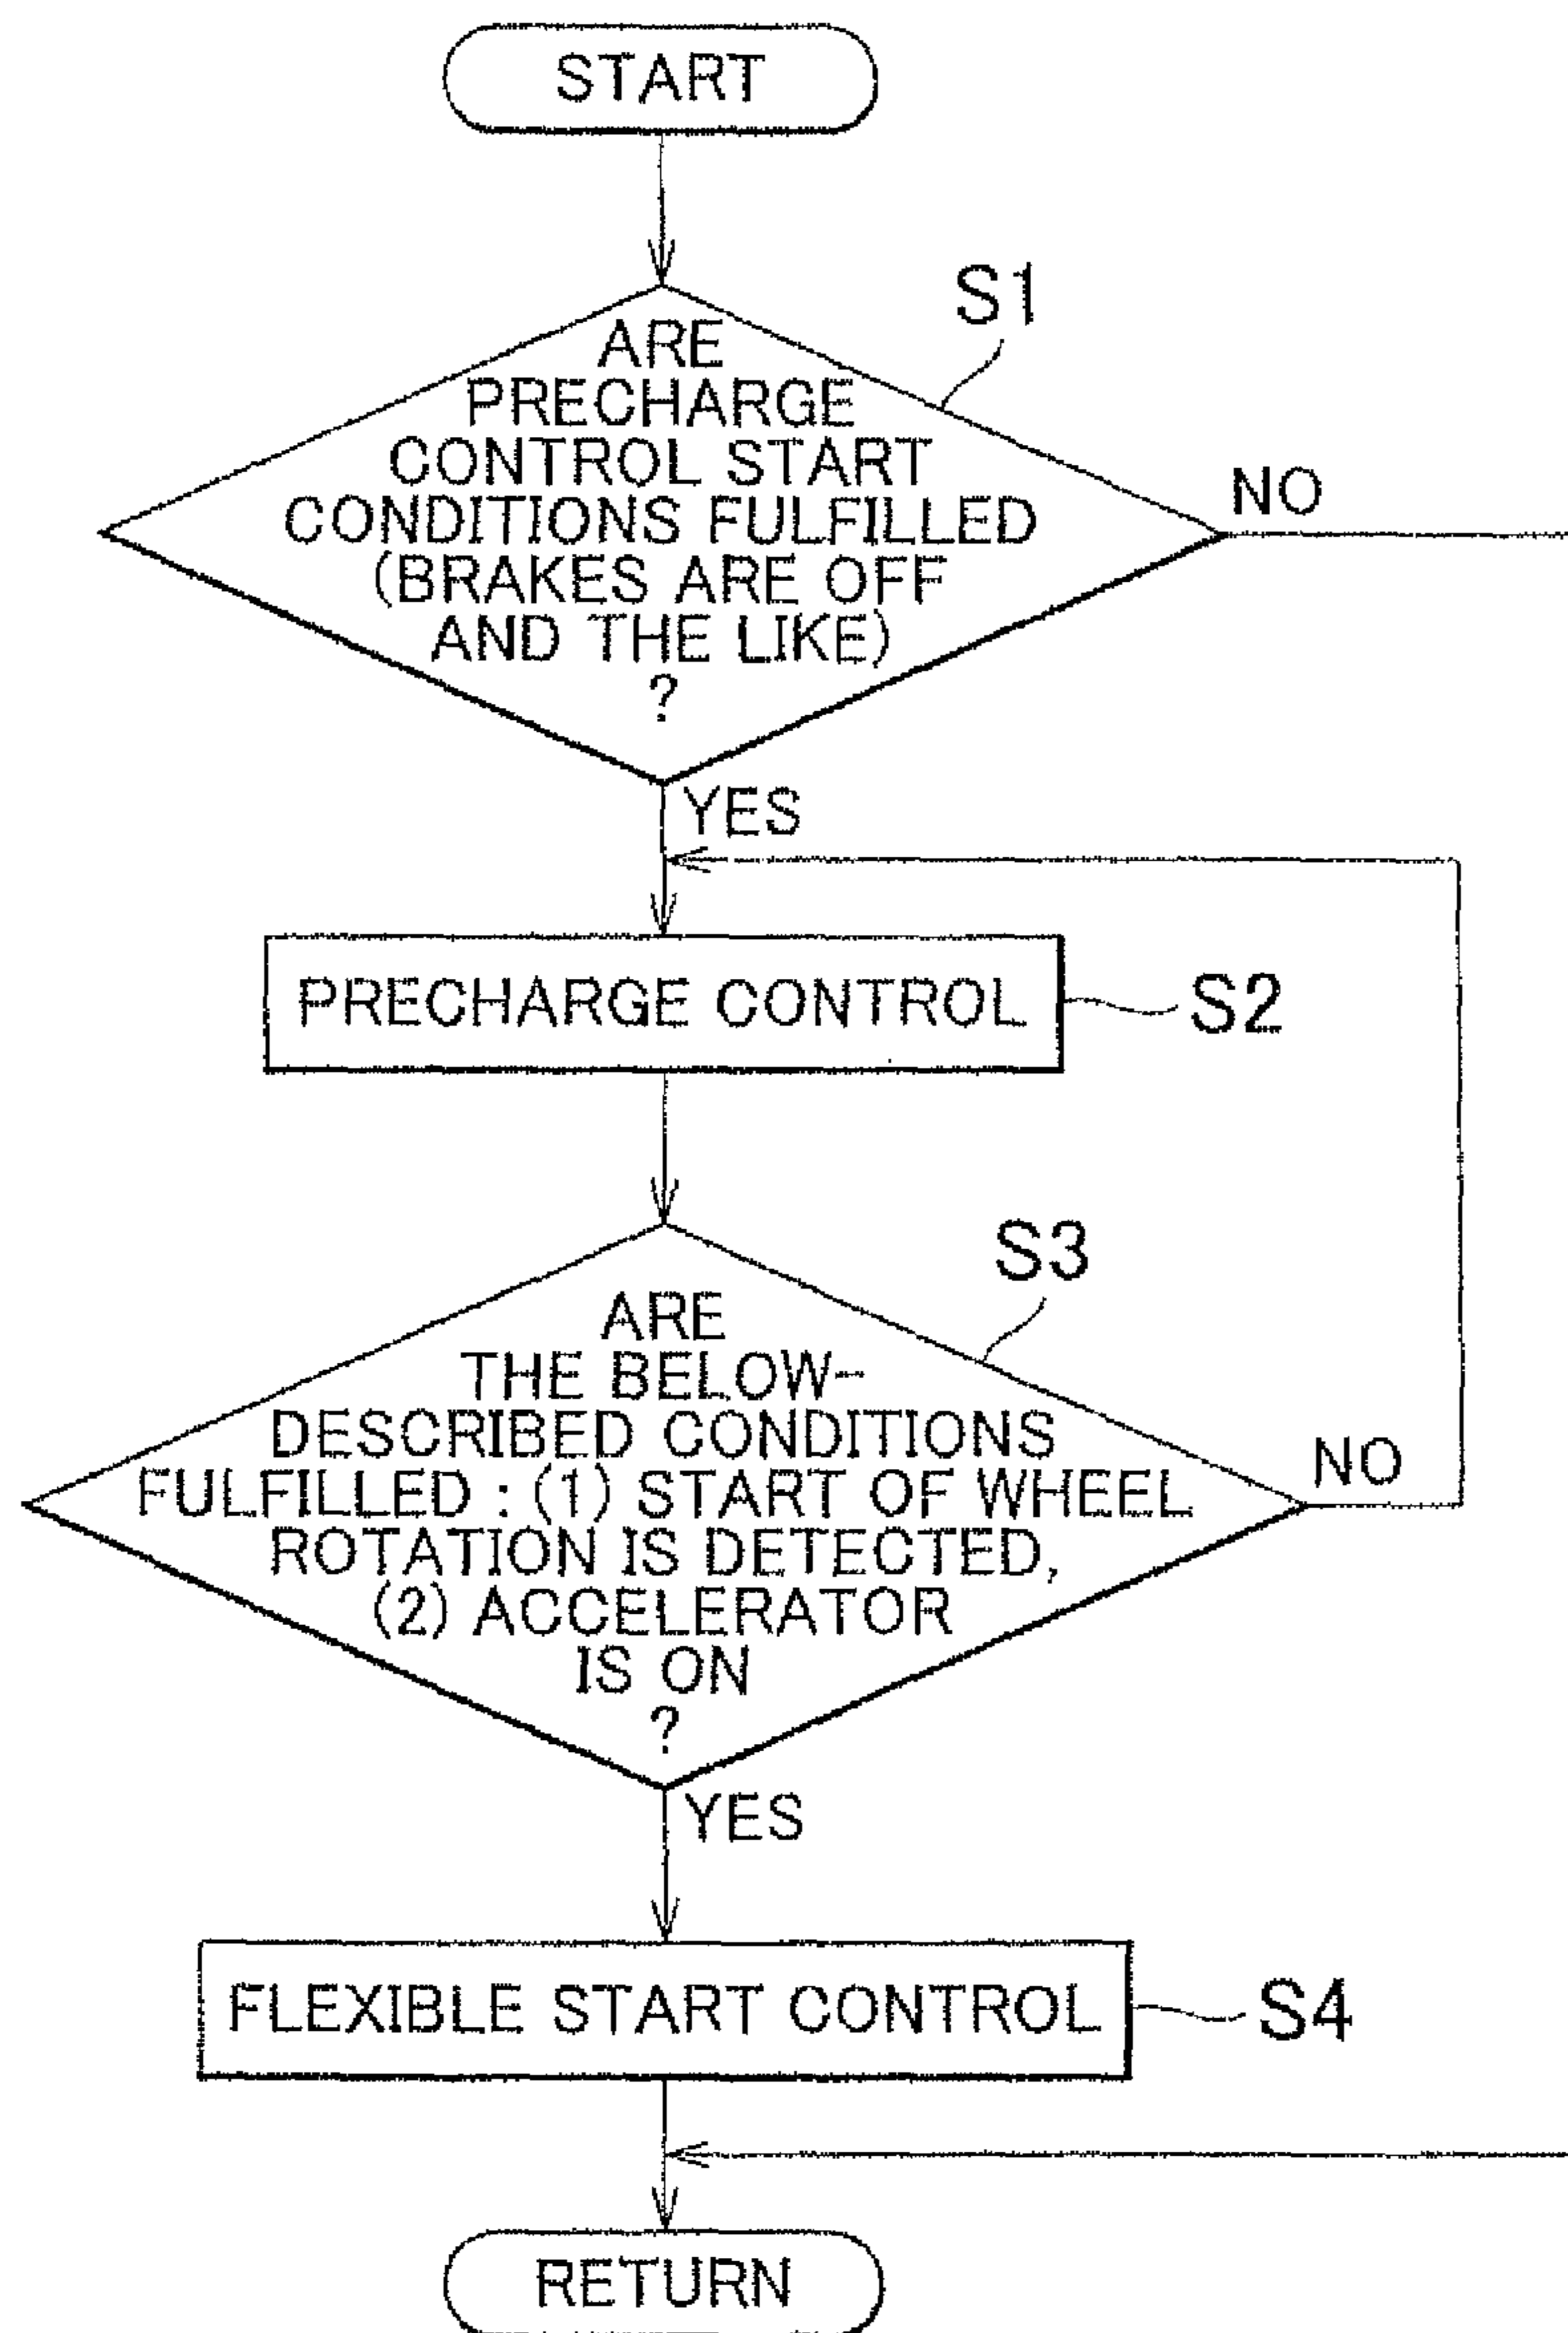 START
S1
ARE
PRECHARGE
CONTROL START
CONDITIONS FULFILLED
(BRAKES ARE OFF
AND THE LIKE)
?
NO
YES
PRECHARGE CONTROL
S2
S3
ARE
THE BELOW-
DESCRIBED CONDITIONS
FULFILLED : (1) START OF WHEEL
ROTATION IS DETECTED,
(2) ACCELERATOR
IS ON
?
NO
YES
FLEXIBLE START CONTROL
S4
RETURN